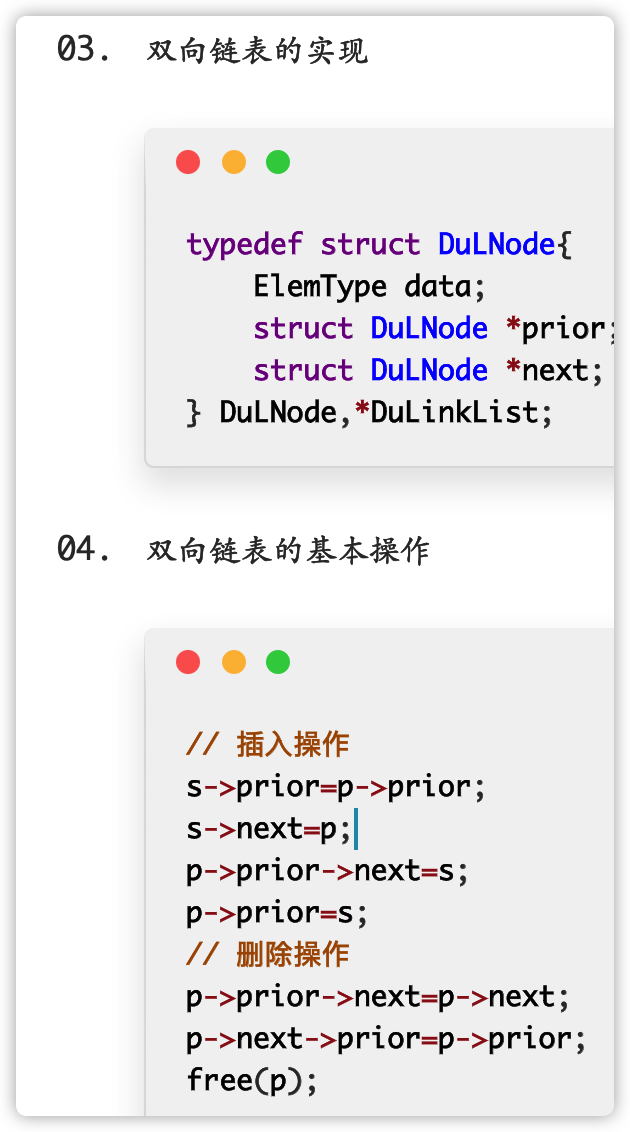 03. 双向链表的实现
typedef struct DuLNode{
    ElemType data;
    struct DuLNode *prior;
    struct DuLNode *next;
} DuLNode,*DuLinkList;
04. 双向链表的基本操作
// 插入操作
s->prior=p->prior;
s->next=p;
p->prior->next=s;
p->prior=s;
// 删除操作
p->prior->next=p->next;
p->next->prior=p->prior;
free(p);